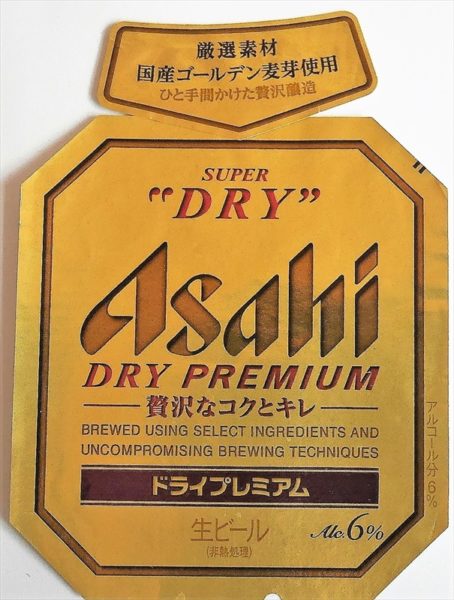 厳選素材
国産ゴールデン麦芽使用
ひと手間かけた贅沢醸造
SUPER
“DRY”
Asahi
DRY PREMIUM
贅沢なコクとキレ
BREWED USING SELECT INGREDIENTS AND
UNCOMPROMISING BREWING TECHNIQUES
ドライプレミアム
生ビール
(非熱処理)
Alc.6%
アルコール分6%